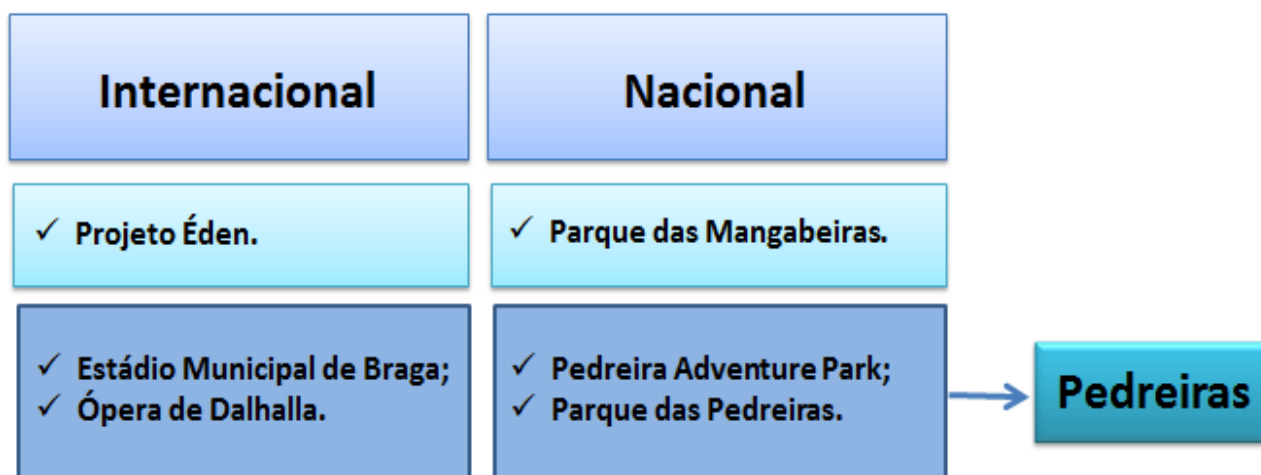 Internacional
Nacional
✓ Projeto Éden.
✓ Parque das Mangabeiras.
✓ Estádio Municipal de Braga;
✓ Ópera de Dalhalla.
✓ Pedreira Adventure Park;
✓ Parque das Pedreiras.
Pedreiras